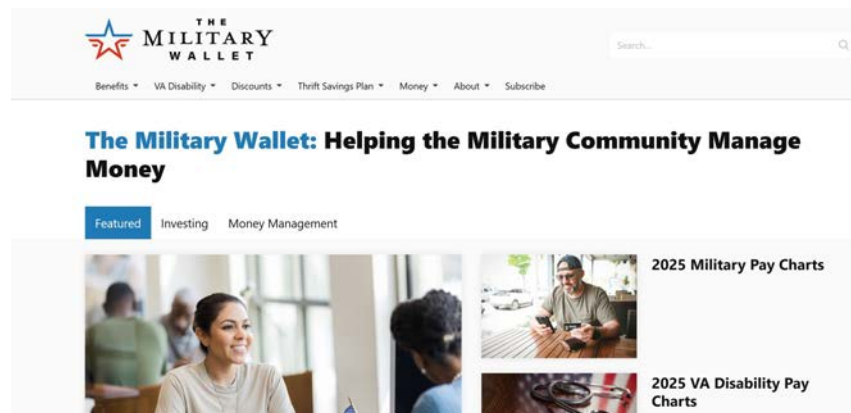 THE
MILITARY
WALLET
Search...
Benefits
VA Disability
Discounts
Thrift Savings Plan
Money
About
Subscribe
The Military Wallet: Helping the Military Community Manage
Money
Featured
Investing
Money Management
2025 Military Pay Charts
2025 VA Disability Pay
Charts